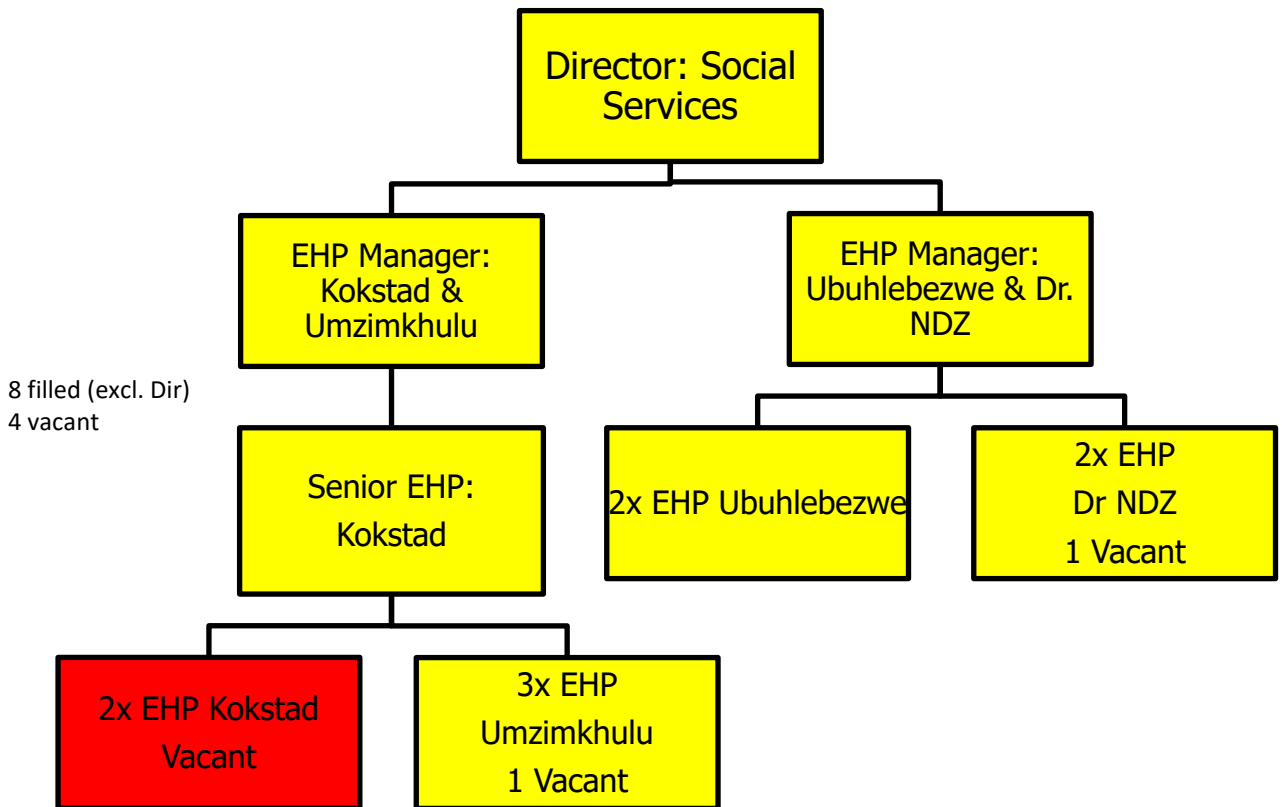 Director: Social
Services
EHP Manager:
Kokstad &
Umzimkhulu
EHP Manager:
Ubuhlebezwe & Dr.
NDZ
8 filled (excl. Dir)
4 vacant
Senior EHP:
Kokstad
2x EHP Ubuhlebezwe
2x EHP
Dr NDZ
1 Vacant
2x EHP Kokstad
Vacant
3x EHP
Umzimkhulu
1 Vacant